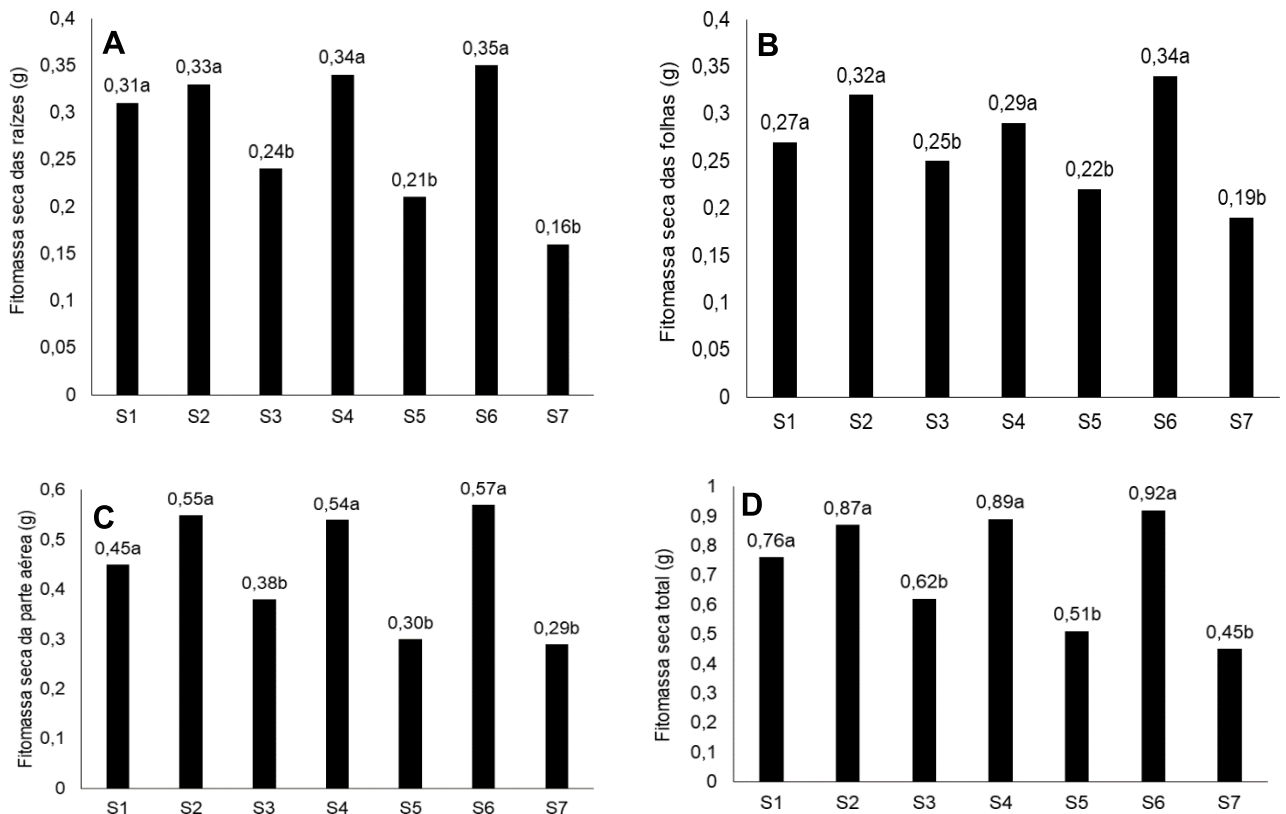 A
Fitomassa seca das raízes (g)
0,4
0,35
0,3
0,25
0,2
0,15
0,1
0,05
0
0,31a
0,33a
0,24b
0,34a
0,21b
0,35a
0,16b
S1 S2 S3 S4 S5 S6 S7
B
Fitomassa seca das folhas (g)
0,4
0,35
0,3
0,25
0,2
0,15
0,1
0,05
0
0,27a
0,32a
0,25b
0,29a
0,22b
0,34a
0,19b
S1 S2 S3 S4 S5 S6 S7
C
Fitomassa seca da parte aérea (g)
0,6
0,5
0,4
0,3
0,2
0,1
0
0,45a
0,55a
0,38b
0,54a
0,30b
0,57a
0,29b
S1 S2 S3 S4 S5 S6 S7
D
Fitomassa seca total (g)
1
0,9
0,8
0,7
0,6
0,5
0,4
0,3
0,2
0,1
0
0,76a
0,87a
0,62b
0,89a
0,51b
0,92a
0,45b
S1 S2 S3 S4 S5 S6 S7